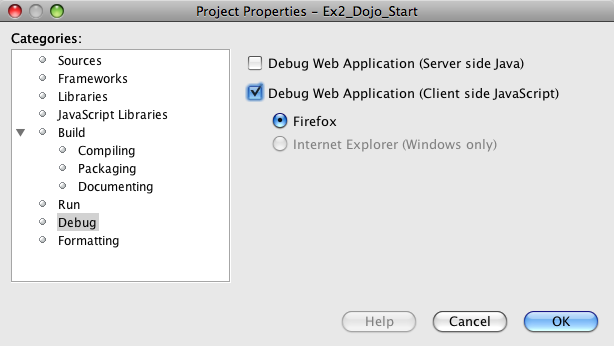 Project Properties - Ex2_Dojo_Start
Categories:
Sources
Frameworks
Libraries
JavaScript Libraries
Build
Compiling
Packaging
Documenting
Run
Debug
Formatting
Debug Web Application (Server side Java)
Debug Web Application (Client side JavaScript)
Firefox
Internet Explorer (Windows only)
Help
Cancel
OK